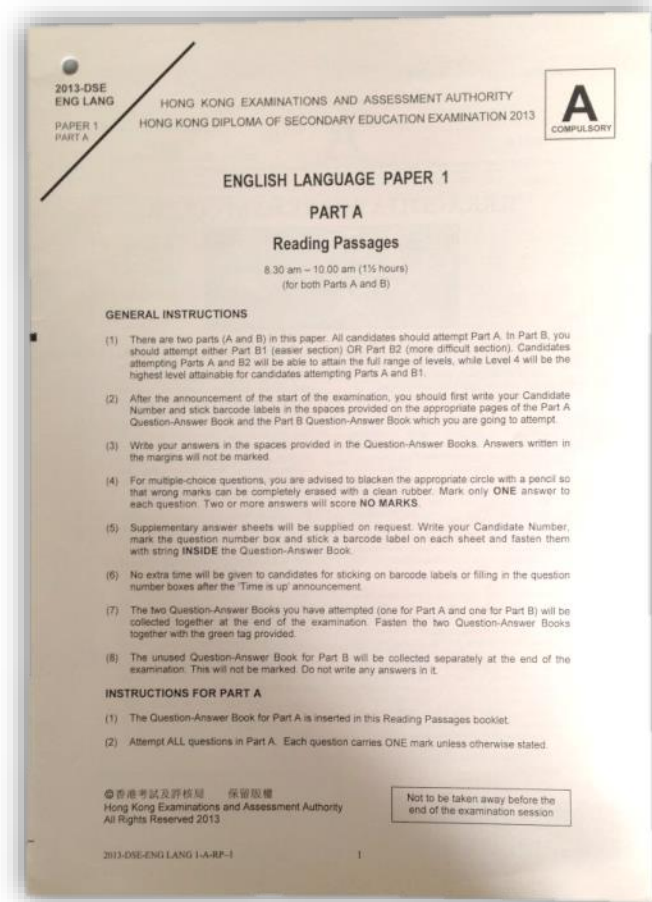 2013-DSE
ENG LANG
PAPER 1
PART A
HONG KONG EXAMINATIONS AND ASSESSMENT AUTHORITY
HONG KONG DIPLOMA OF SECONDARY EDUCATION EXAMINATION 2013
A
COMPULSORY
ENGLISH LANGUAGE PAPER 1
PART A
Reading Passages
8.30 am – 10.00 am (1½ hours)
(for both Parts A and B)
GENERAL INSTRUCTIONS
(1) There are two parts (A and B) in this paper. All candidates should attempt Part A. In Part B, you
should attempt either Part B1 (easier section) OR Part B2 (more difficult section). Candidates
attempting Parts A and B2 will be able to attain the full range of levels, while Level 4 will be the
highest level attainable for candidates attempting Parts A and B1.
(2) After the announcement of the start of the examination, you should first write your Candidate
Number and stick barcode labels in the spaces provided on the appropriate pages of the Part A
Question-Answer Book and the Part B Question-Answer Book which you are going to attempt.
(3) Write your answers in the spaces provided in the Question-Answer Books. Answers written in
the margins will not be marked.
(4) For multiple-choice questions, you are advised to blacken the appropriate circle with a pencil so
that wrong marks can be completely erased with a clean rubber. Mark only ONE answer to
each question. Two or more answers will score NO MARKS.
(5) Supplementary answer sheets will be supplied on request. Write your Candidate Number,
mark the question number box and stick a barcode label on each sheet and fasten them
with string INSIDE the Question-Answer Book.
(6) No extra time will be given to candidates for sticking on barcode labels or filling in the question
number boxes after the 'Time is up' announcement.
(7) The two Question-Answer Books you have attempted (one for Part A and one for Part B) will be
collected together at the end of the examination. Fasten the two Question-Answer Books
together with the green tag provided.
(8) The unused Question-Answer Book for Part B will be collected separately at the end of the
examination. This will not be marked. Do not write any answers in it.
INSTRUCTIONS FOR PART A
(1) The Question-Answer Book for Part A is inserted in this Reading Passages booklet.
(2) Attempt ALL questions in Part A. Each question carries ONE mark unless otherwise stated.
©香港考試及評核局 保留版權
Hong Kong Examinations and Assessment Authority
All Rights Reserved 2013
Not to be taken away before the
end of the examination session
2013-DSE-ENG LANG 1-A-RP–1
1